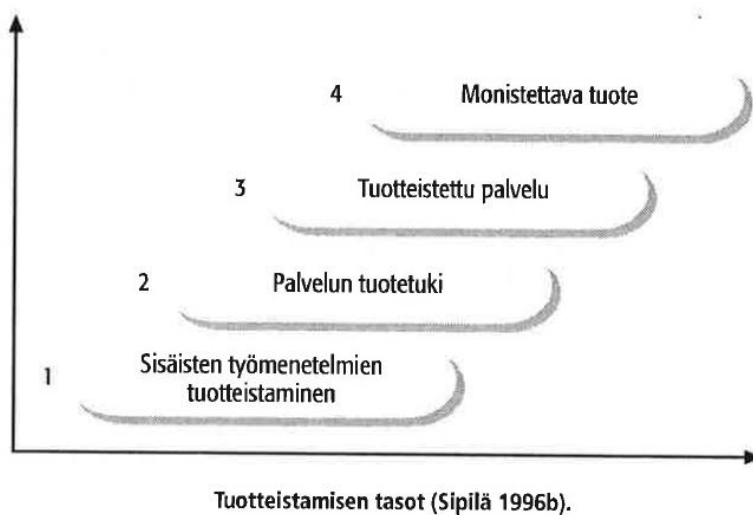 4 Monistettava tuote
3 Tuotteistettu palvelu
2 Palvelun tuotetuki
1 Sisäisten työmenetelmien
tuotteistaminen
Tuotteistamisen tasot (Sipilä 1996b).